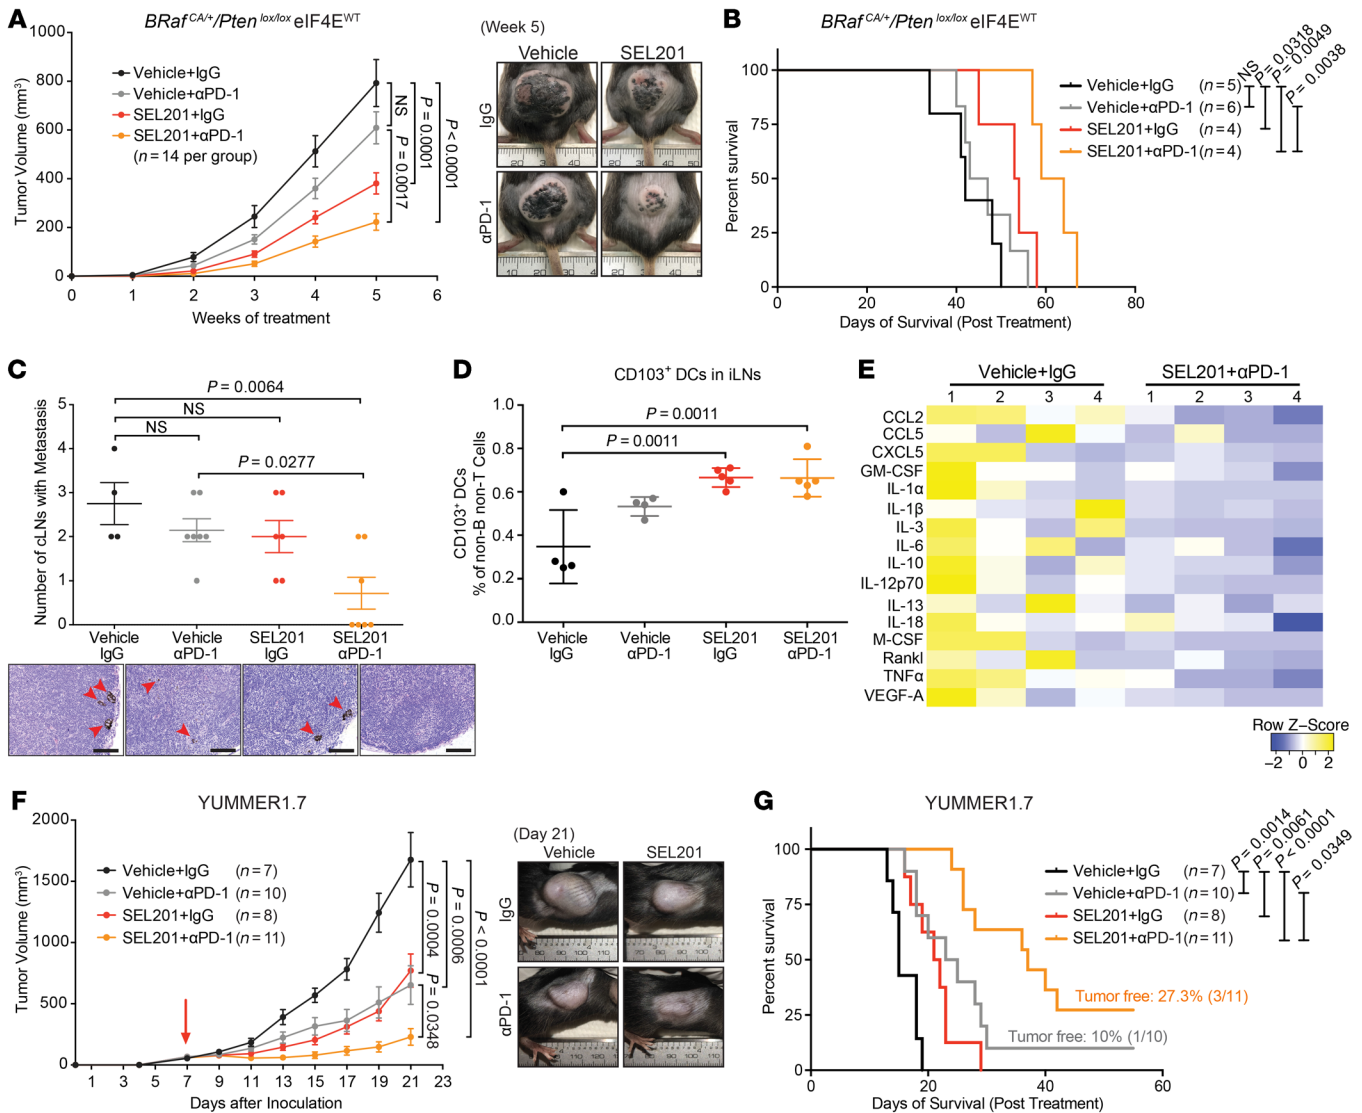 A
BRaf CA/+/Pten lox/lox eIF4EWT
(Week 5)
Vehicle SEL201
IgG
αPD-1
Tumor Volume (mm3)
1000
800
600
400
200
0
0 1 2 3 4 5 6
Weeks of treatment
Vehicle+IgG
Vehicle+αPD-1
SEL201+IgG
SEL201+αPD-1
(n = 14 per group)
NS
P = 0.0017
P = 0.0001
P < 0.0001
B
BRaf CA/+/Pten lox/lox eIF4EWT
Percent survival
100
75
50
25
0
0 20 40 60 80
Days of Survival (Post Treatment)
Vehicle+IgG (n = 5)
Vehicle+αPD-1 (n = 6)
SEL201+IgG (n = 4)
SEL201+αPD-1 (n = 4)
NS
P = 0.0318
P = 0.0049
P = 0.0038
C
Number of cLNs with Metastasis
5
4
3
2
1
0
P = 0.0064
NS
NS
P = 0.0277
Vehicle IgG
Vehicle αPD-1
SEL201 IgG
SEL201 αPD-1
D
CD103+ DCs in iLNs
CD103+ DCs
% of non-B non-T Cells
1.0
0.8
0.6
0.4
0.2
0.0
P = 0.0011
P = 0.0011
Vehicle IgG
Vehicle αPD-1
SEL201 IgG
SEL201 αPD-1
E
Vehicle+IgG SEL201+αPD-1
1 2 3 4 1 2 3 4
CCL2
CCL5
CXCL5
GM-CSF
IL-1α
IL-1β
IL-3
IL-6
IL-10
IL-12p70
IL-13
IL-18
M-CSF
Rankl
TNFα
VEGF-A
Row Z-Score
-2 0 2
F
YUMMER1.7
(Day 21)
Vehicle SEL201
IgG
αPD-1
Tumor Volume (mm3)
2000
1500
1000
500
0
1 3 5 7 9 11 13 15 17 19 21 23
Days after Inoculation
Vehicle+IgG (n = 7)
Vehicle+αPD-1 (n = 10)
SEL201+IgG (n = 8)
SEL201+αPD-1 (n = 11)
P = 0.0004
P = 0.0348
P = 0.0006
P < 0.0001
G
YUMMER1.7
Percent survival
100
75
50
25
0
0 20 40 60
Days of Survival (Post Treatment)
Vehicle+IgG (n = 7)
Vehicle+αPD-1 (n = 10)
SEL201+IgG (n = 8)
SEL201+αPD-1 (n = 11)
P = 0.0014
P = 0.0061
P < 0.0001
P = 0.0349
Tumor free: 27.3% (3/11)
Tumor free: 10% (1/10)